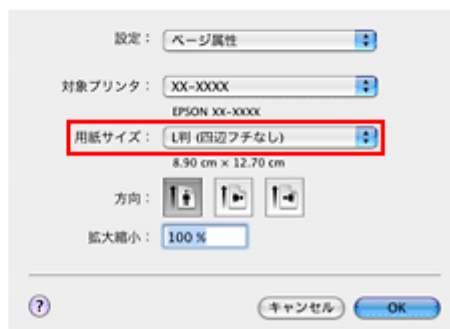 設定： ページ属性
対象プリンタ： XX-XXXX
EPSON XX-XXXX
用紙サイズ： L判 (四辺フチなし)
8.90 cm × 12.70 cm
方向：
拡大縮小： 100 %
? キャンセル OK